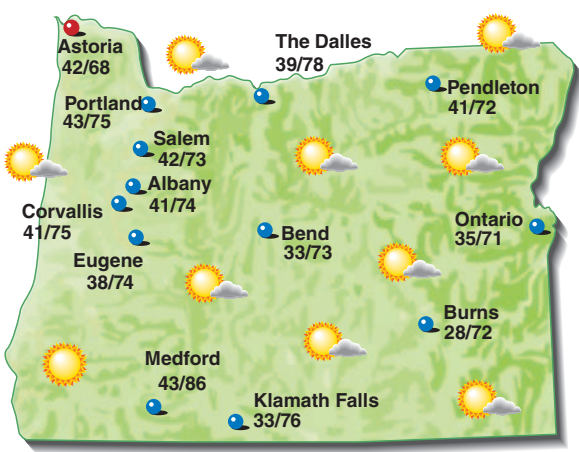 Astoria
42/68
The Dalles
39/78
Pendleton
41/72
Portland
43/75
Salem
42/73
Albany
41/74
Corvallis
41/75
Eugene
38/74
Bend
33/73
Ontario
35/71
Burns
28/72
Medford
43/86
Klamath Falls
33/76